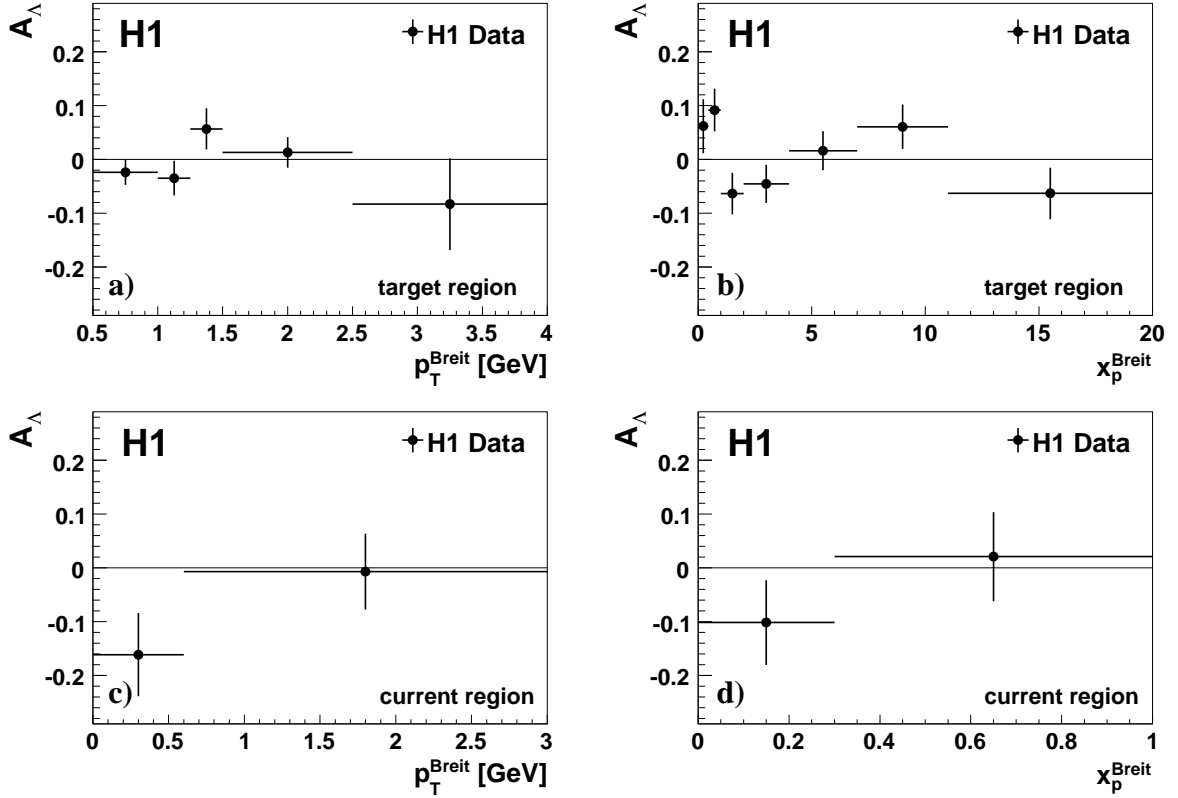 A_Λ
H1
H1 Data
0.2
0.1
0
-0.1
-0.2
a)
target region
0.5 1 1.5 2 2.5 3 3.5 4
p_T^Breit [GeV]
A_Λ
H1
H1 Data
0.2
0.1
0
-0.1
-0.2
b)
target region
0 5 10 15 20
x_p^Breit
A_Λ
H1
H1 Data
0.2
0.1
0
-0.1
-0.2
c)
current region
0 0.5 1 1.5 2 2.5 3
p_T^Breit [GeV]
A_Λ
H1
H1 Data
0.2
0.1
0
-0.1
-0.2
d)
current region
0 0.2 0.4 0.6 0.8 1
x_p^Breit